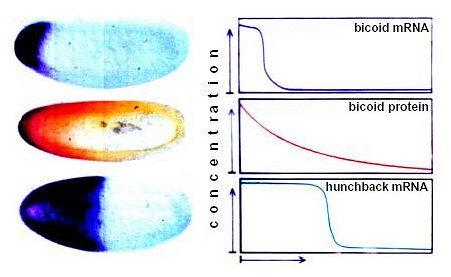 bicoid mRNA
concentration
bicoid protein
hunchback mRNA